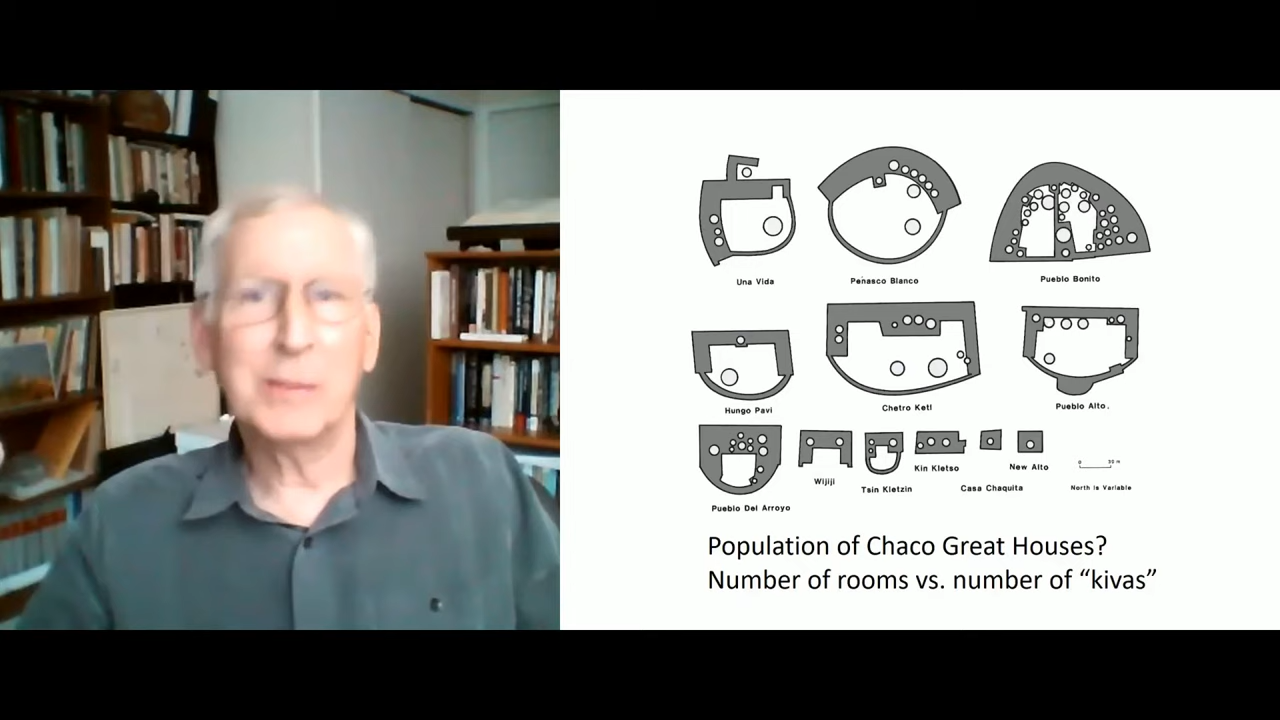 Una Vida
Peñasco Blanco
Pueblo Bonito
Hungo Pavi
Chetro Ketl
Pueblo Alto.
Pueblo Del Arroyo
Wijiji
Tsin Kletzin
Kin Kletso
Casa Chaquita
New Alto
North Is Variable
Population of Chaco Great Houses?
Number of rooms vs. number of “kivas”